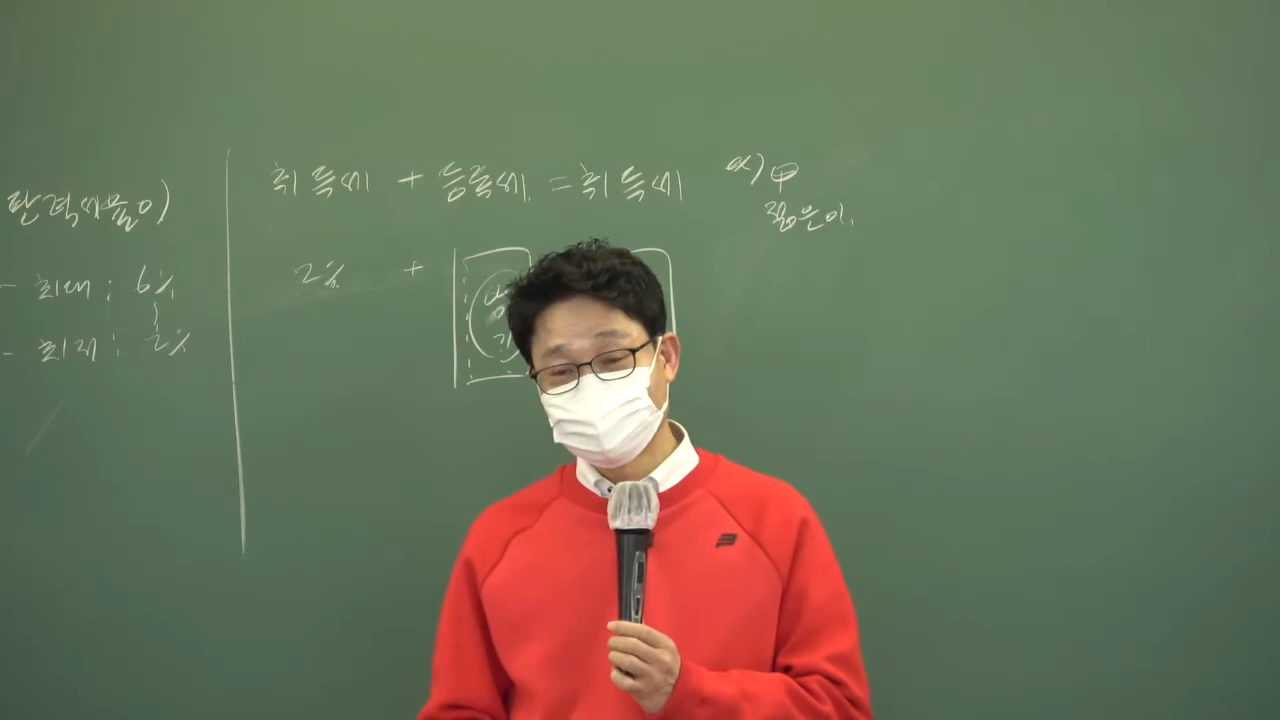 탄력세율이)
- 최대 ; 6%
- 최저 : 2%
취득세 + 등록세 = 취득세
2% +
ex) 甲
젊은이.